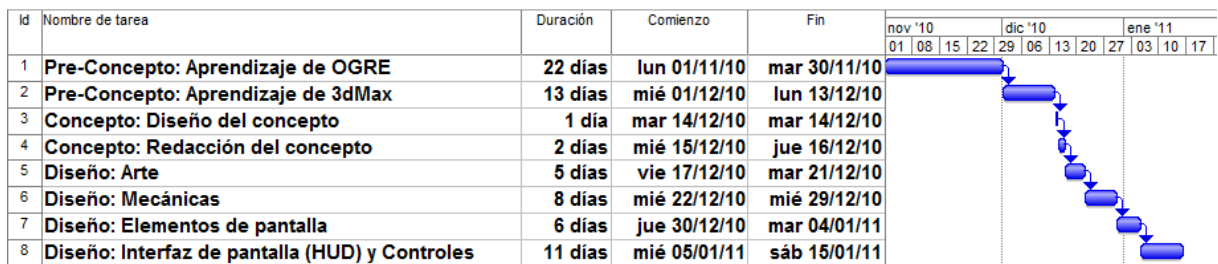 Id Nombre de tarea Duración Comienzo Fin
nov '10 dic '10 ene '11
01 08 15 22 29 06 13 20 27 03 10 17
1 Pre-Concepto: Aprendizaje de OGRE 22 días lun 01/11/10 mar 30/11/10
2 Pre-Concepto: Aprendizaje de 3dMax 13 días mié 01/12/10 lun 13/12/10
3 Concepto: Diseño del concepto 1 día mar 14/12/10 mar 14/12/10
4 Concepto: Redacción del concepto 2 días mié 15/12/10 jue 16/12/10
5 Diseño: Arte 5 días vie 17/12/10 mar 21/12/10
6 Diseño: Mecánicas 8 días mié 22/12/10 mié 29/12/10
7 Diseño: Elementos de pantalla 6 días jue 30/12/10 mar 04/01/11
8 Diseño: Interfaz de pantalla (HUD) y Controles 11 días mié 05/01/11 sáb 15/01/11